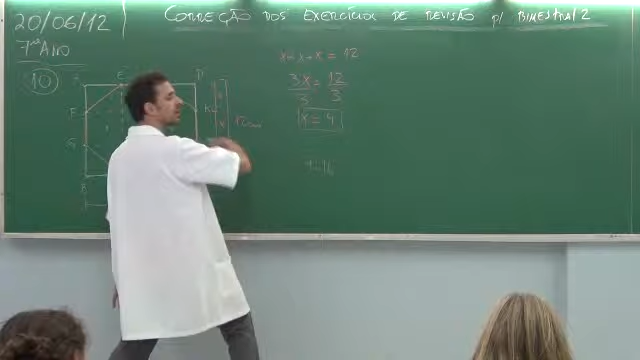 20/06/12
CORREÇÃO DOS EXERCÍCIOS DE REVISÃO p/ BIMESTRAL 2
7º ANO
10
x + x + x = 12
3x = 12
3 3
x = 4
E
D
F
K
G
B
12cm